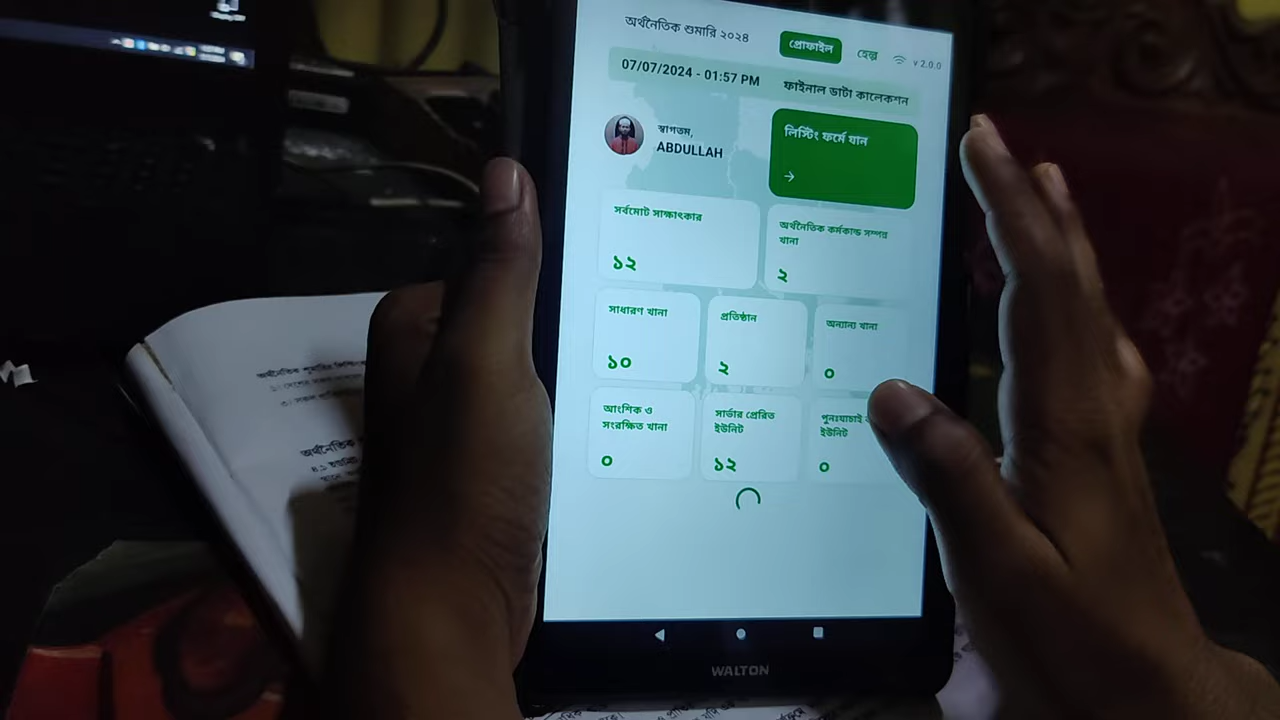 অর্থনৈতিক শুমারি ২০২৪
প্রোফাইল
হেল্প
v 2.0.0
07/07/2024 - 01:57 PM
ফাইনাল ডাটা কালেকশন
স্বাগতম,
ABDULLAH
লিস্টিং ফর্মে যান
সর্বমোট সাক্ষাৎকার
১২
অর্থনৈতিক কর্মকান্ড সম্পন্ন
খানা
২
সাধারণ খানা
১০
প্রতিষ্ঠান
২
অন্যান্য খানা
০
আংশিক ও
সংরক্ষিত খানা
০
সার্ভার প্রেরিত
ইউনিট
১২
পুনঃযাচাই
ইউনিট
০
WALTON
অর্থনৈতিক